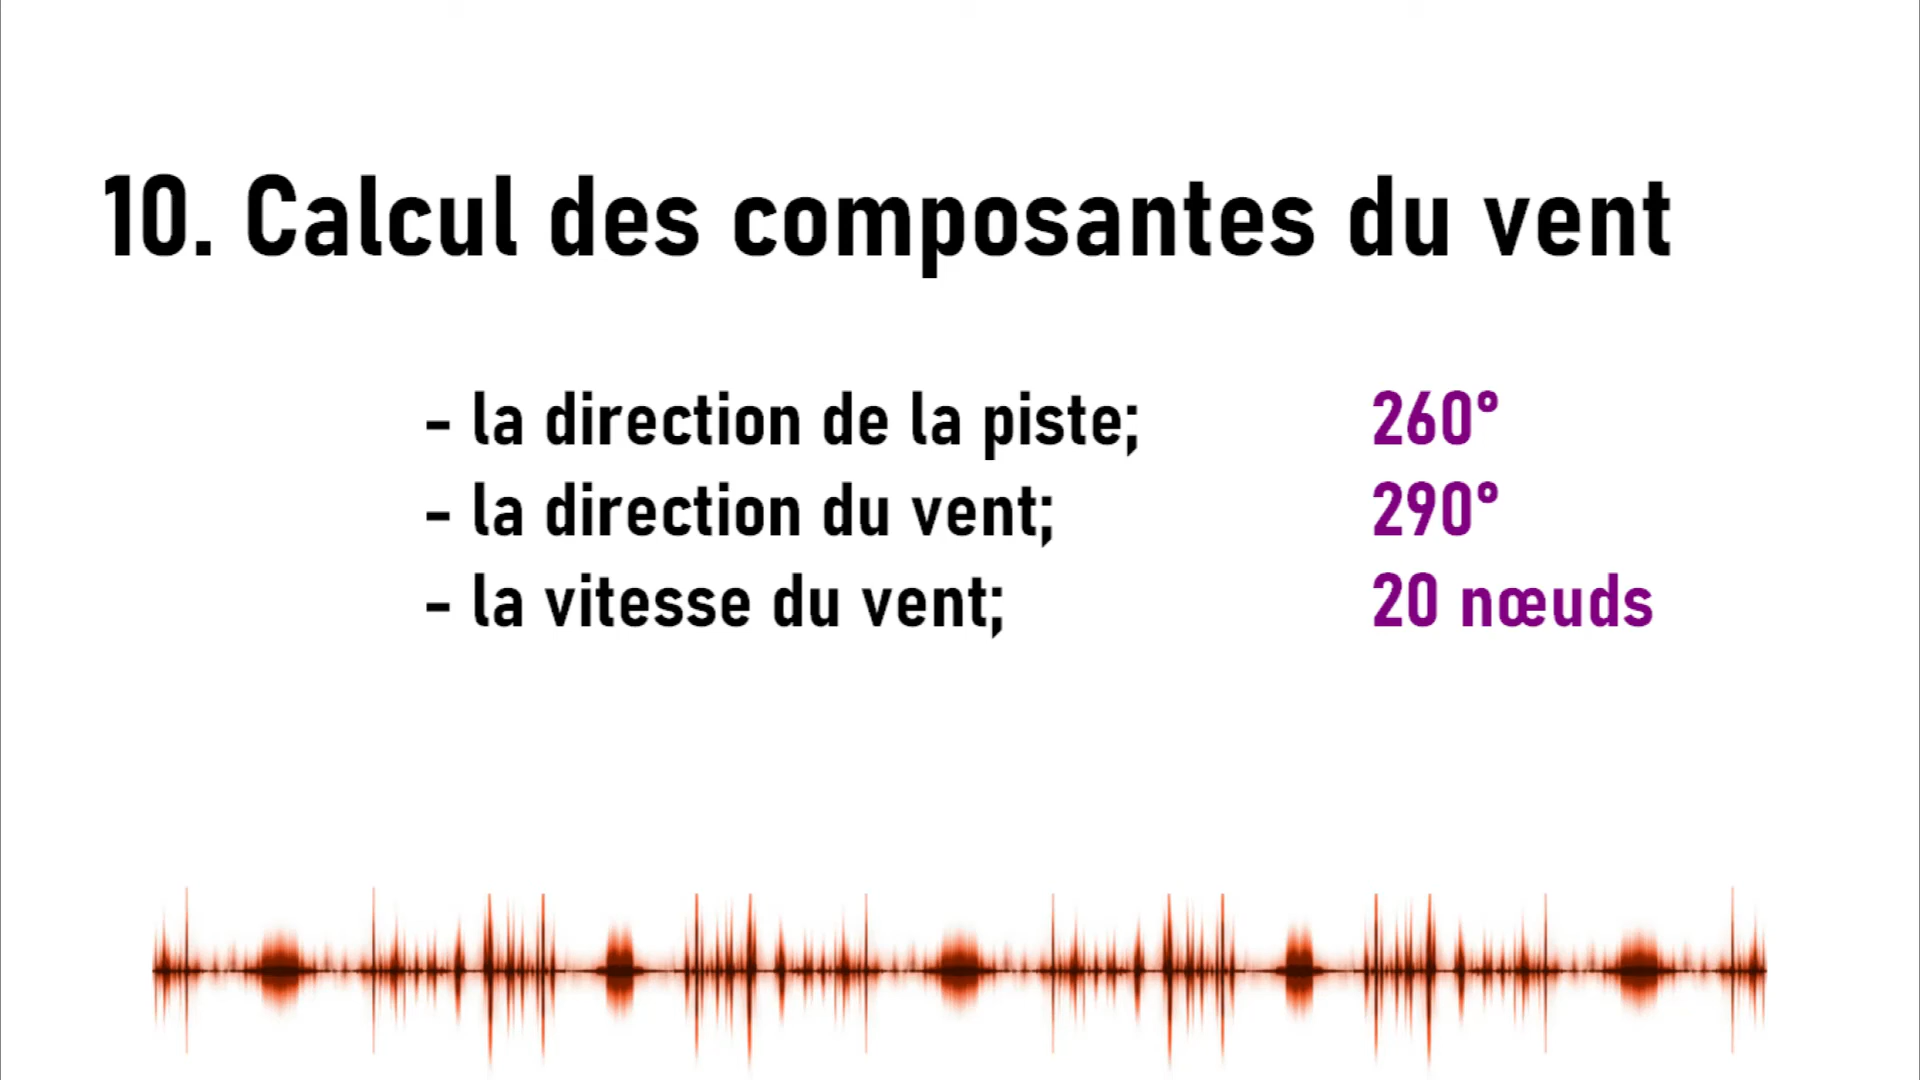 10. Calcul des composantes du vent
- la direction de la piste; 260°
- la direction du vent; 290°
- la vitesse du vent; 20 nœuds